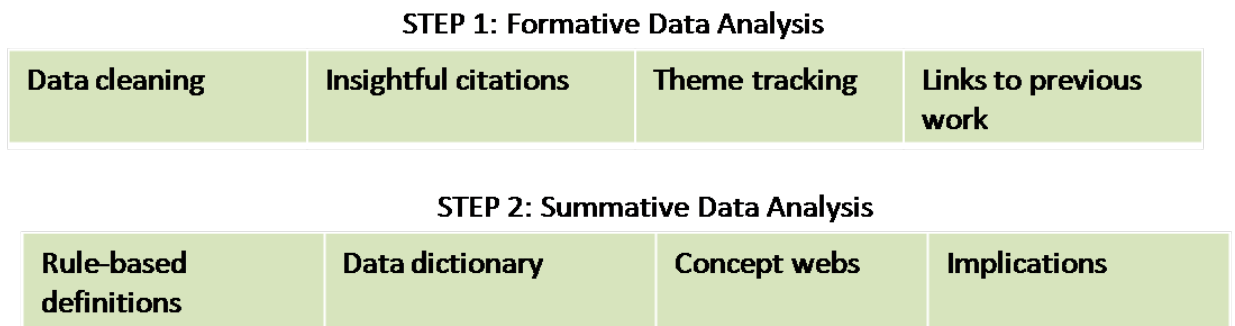 STEP 1: Formative Data Analysis
Data cleaning
Insightful citations
Theme tracking
Links to previous
work
STEP 2: Summative Data Analysis
Rule-based
definitions
Data dictionary
Concept webs
Implications